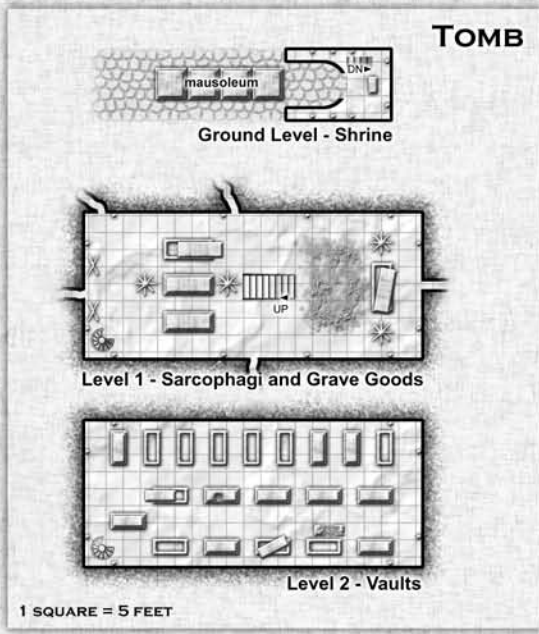 TOMB
mausoleum
DN
Ground Level - Shrine
UP
Level 1 - Sarcophagi and Grave Goods
Level 2 - Vaults
1 SQUARE = 5 FEET